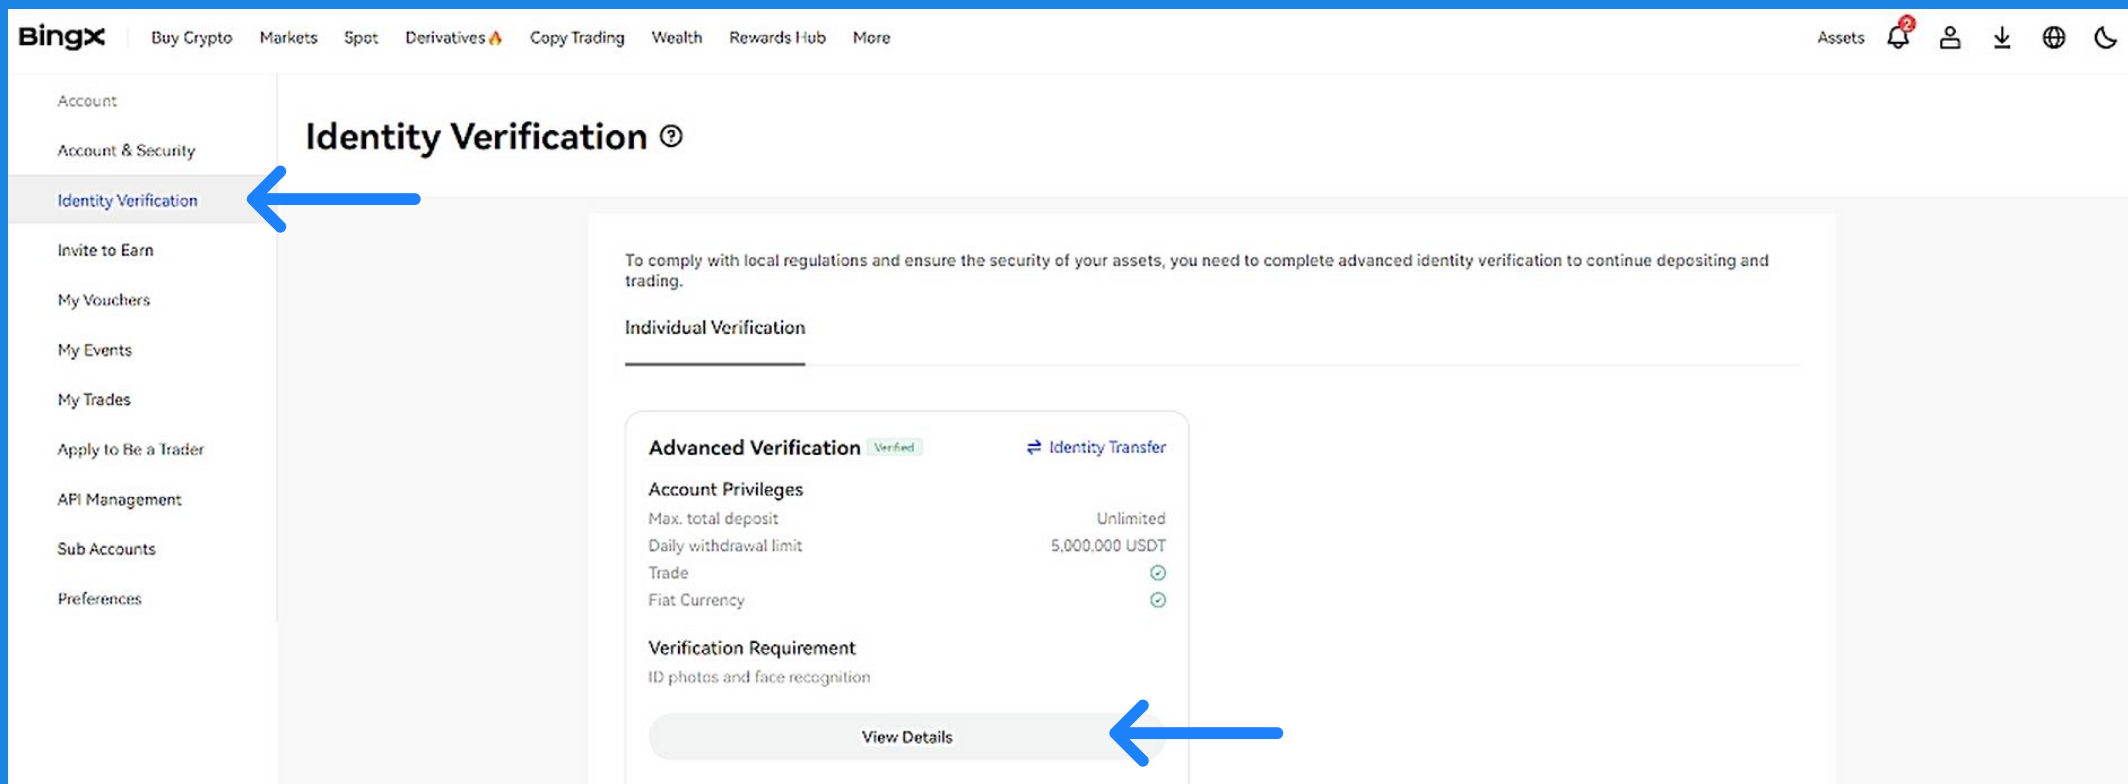 BingX
Buy Crypto
Markets
Spot
Derivatives
Copy Trading
Wealth
Rewards Hub
More
Assets
2
Account
Account & Security
Identity Verification
Invite to Earn
My Vouchers
My Events
My Trades
Apply to Be a Trader
API Management
Sub Accounts
Preferences
Identity Verification ?
To comply with local regulations and ensure the security of your assets, you need to complete advanced identity verification to continue depositing and
trading.
Individual Verification
Advanced Verification Verified
Identity Transfer
Account Privileges
Max. total deposit Unlimited
Daily withdrawal limit 5,000,000 USDT
Trade
Fiat Currency
Verification Requirement
ID photos and face recognition
View Details